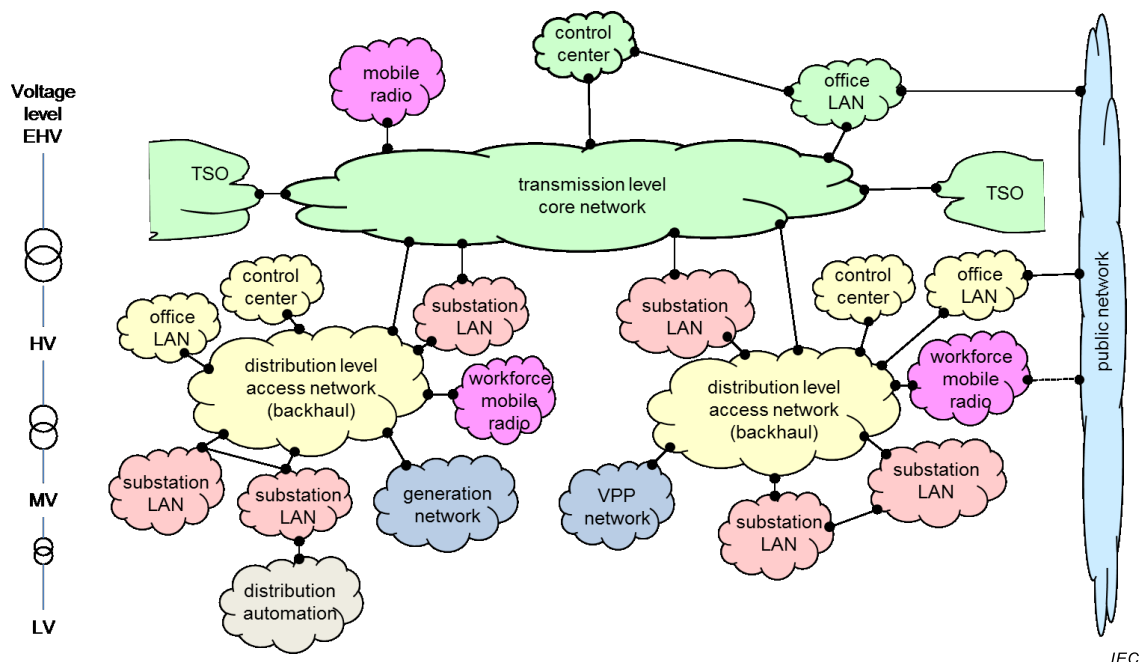 Voltage
level
EHV
HV
MV
LV
mobile
radio
control
center
office
LAN
TSO
transmission level
core network
TSO
control
center
office
LAN
substation
LAN
distribution level
access network
(backhaul)
workforce
mobile
radio
substation
LAN
substation
LAN
generation
network
distribution
automation
substation
LAN
control
center
office
LAN
distribution level
access network
(backhaul)
workforce
mobile
radio
VPP
network
substation
LAN
substation
LAN
public network
IEC